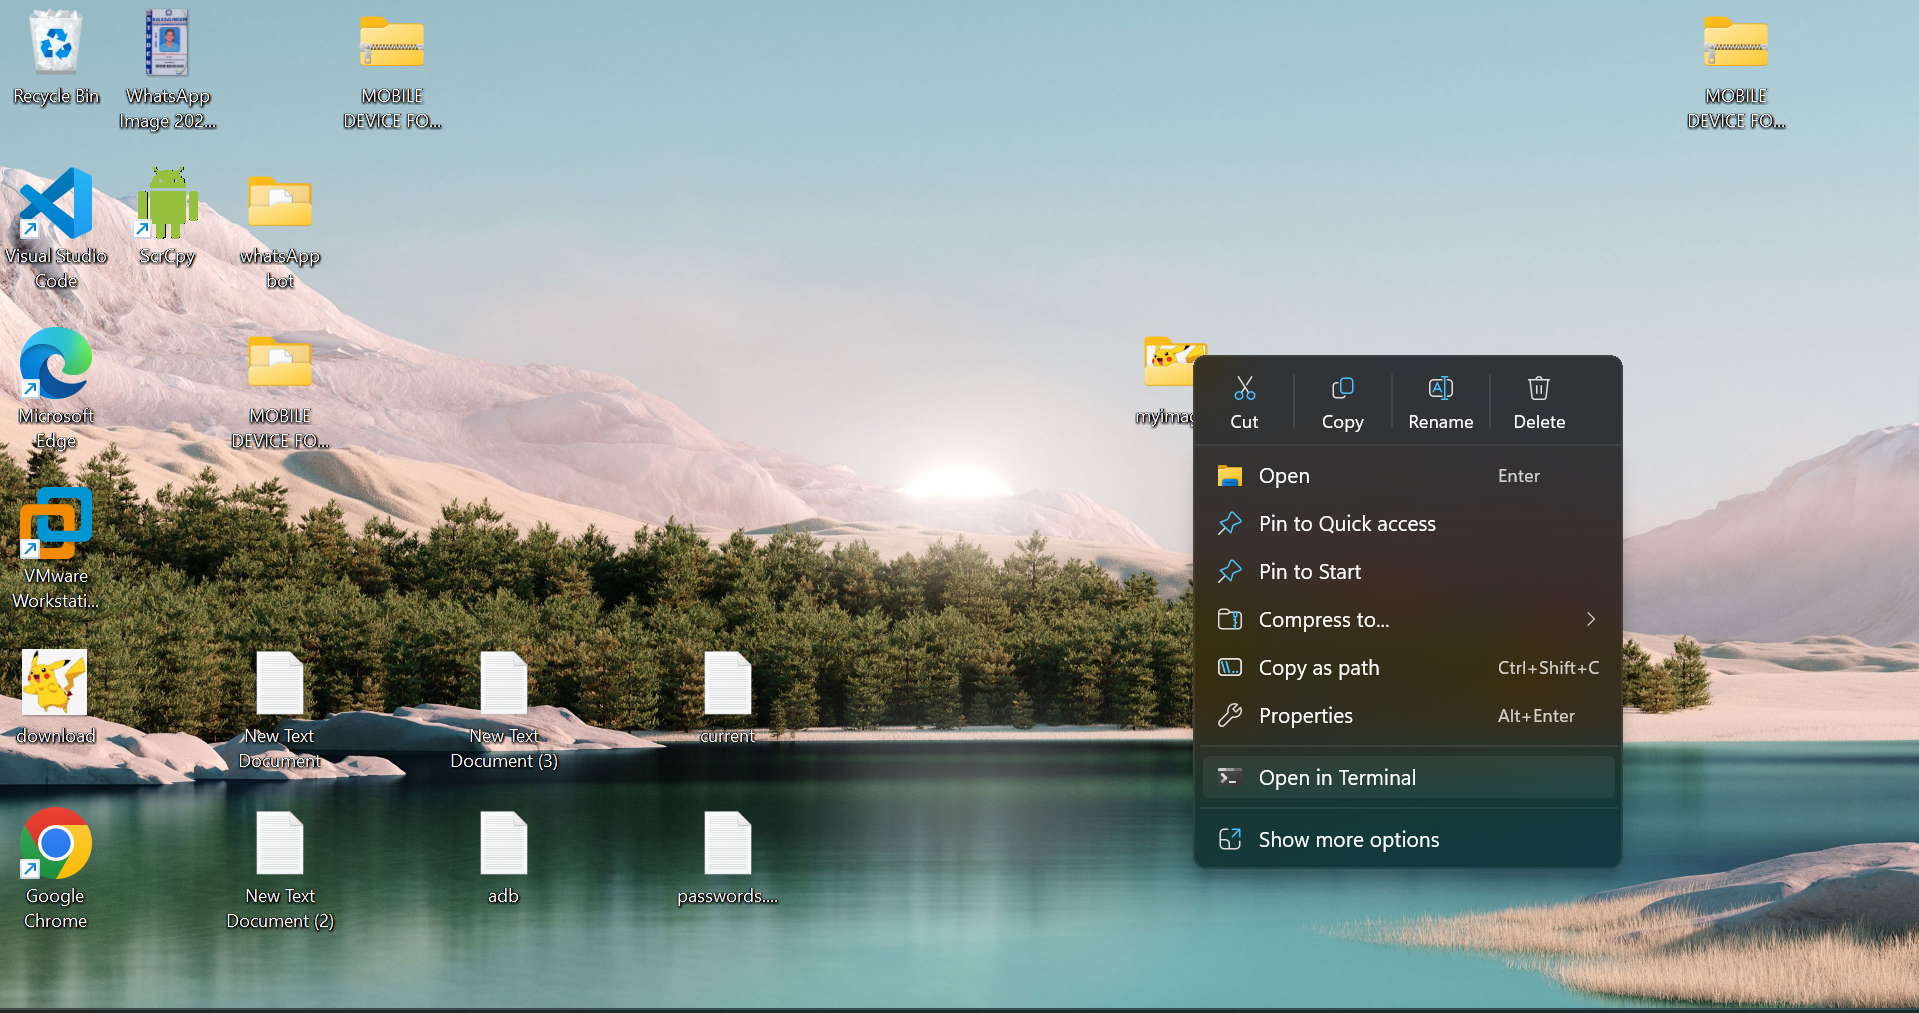 Recycle Bin
WhatsApp
Image 202...
MOBILE
DEVICE FO...
MOBILE
DEVICE FO...
Visual Studio
Code
ScrCpy
whatsApp
bot
Microsoft
Edge
MOBILE
DEVICE FO...
VMware
Workstati...
download
New Text
Document
New Text
Document (3)
current
Google
Chrome
New Text
Document (2)
adb
passwords....
Cut
Copy
Rename
Delete
Open Enter
Pin to Quick access
Pin to Start
Compress to...
Copy as path Ctrl+Shift+C
Properties Alt+Enter
Open in Terminal
Show more options